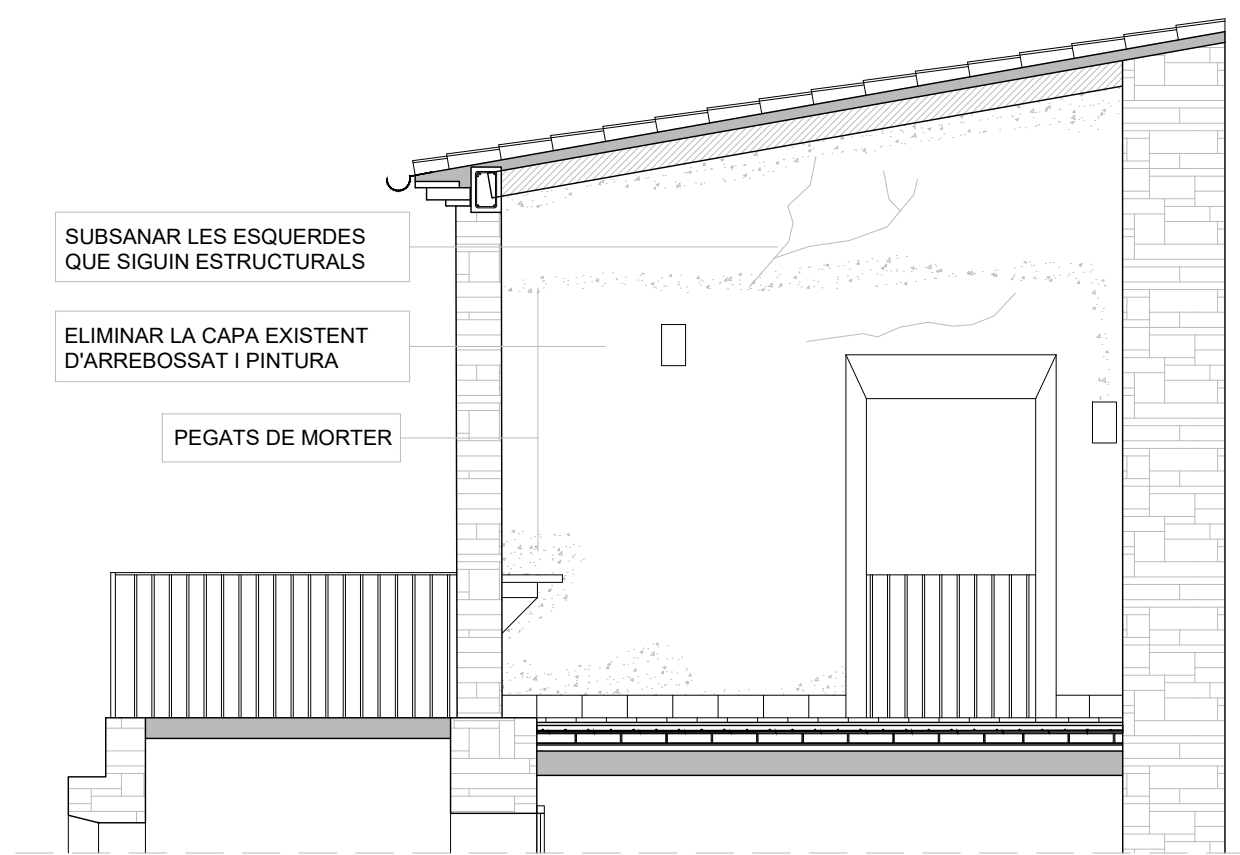 SUBSANAR LES ESQUERDES
QUE SIGUIN ESTRUCTURALS
ELIMINAR LA CAPA EXISTENT
D'ARREBOSSAT I PINTURA
PEGATS DE MORTER